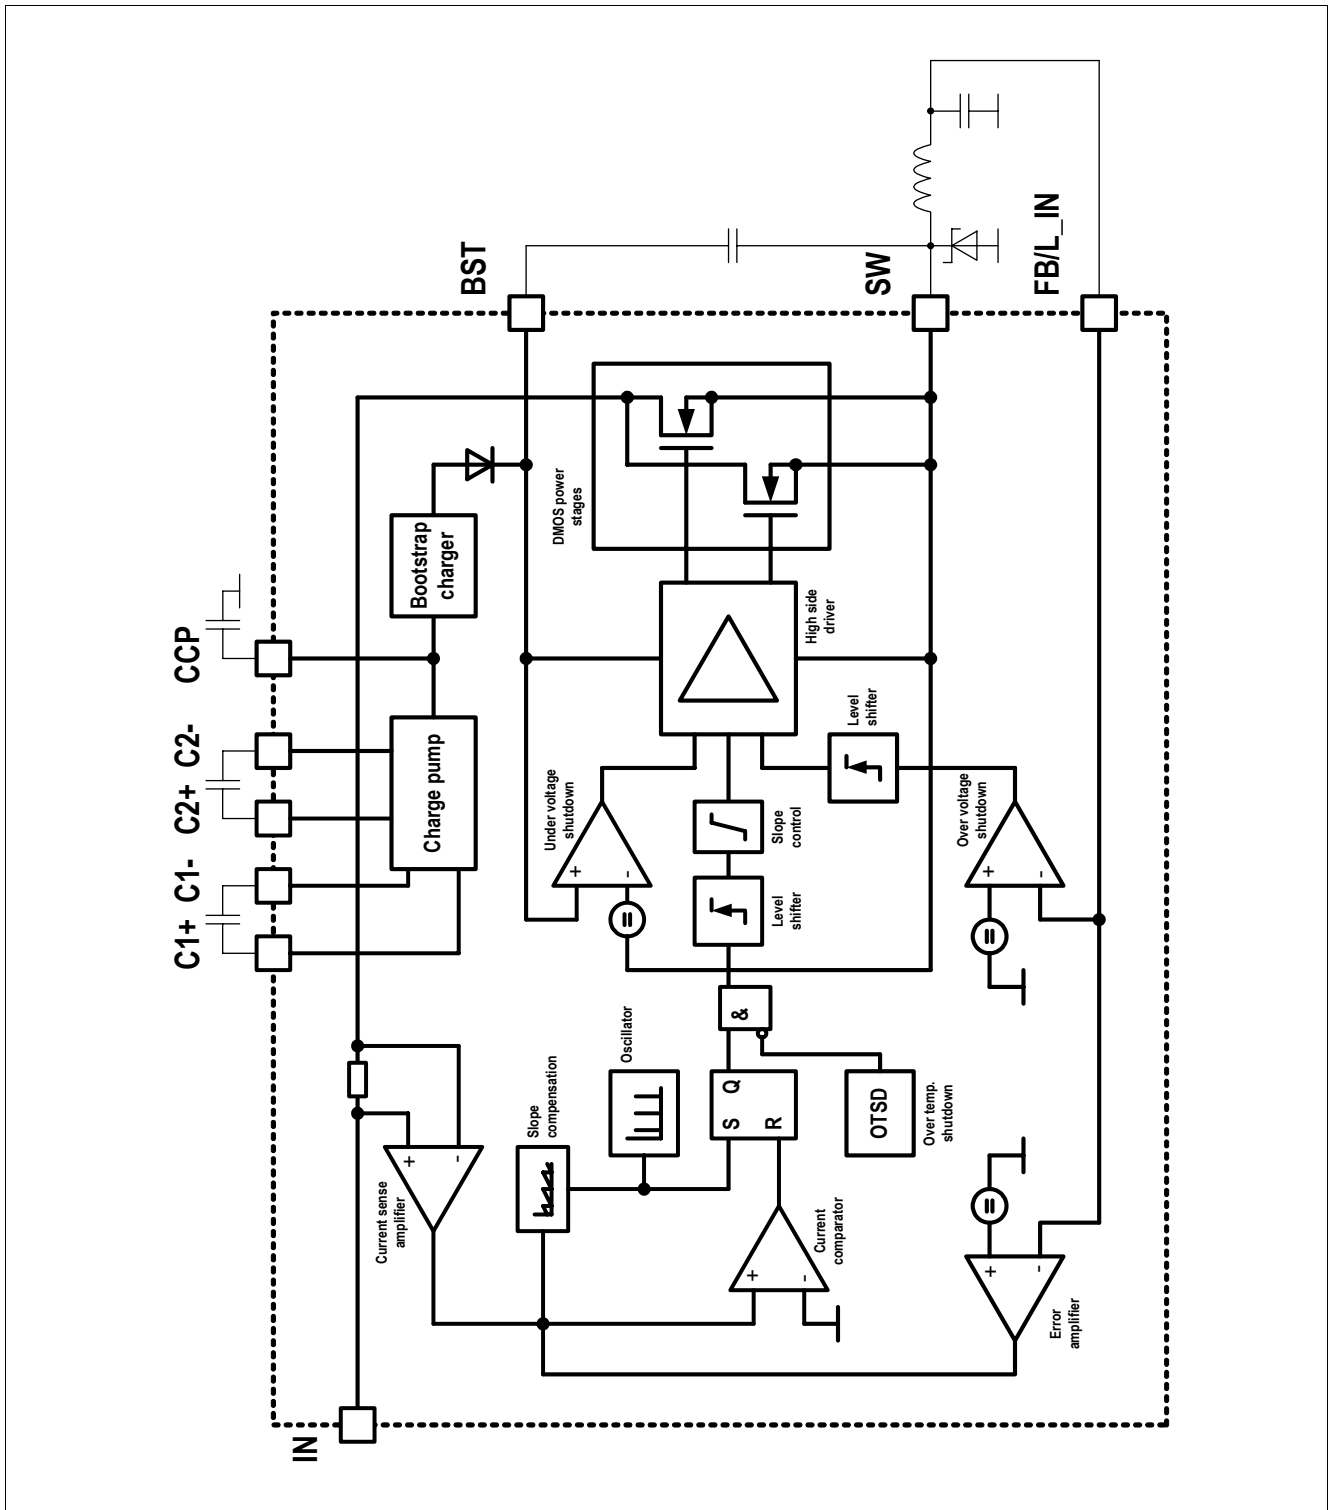 IN
C1+
C1-
C2+
C2-
CCP
BST
SW
FB/L_IN
Current sense
amplifier
+
-
Charge pump
Bootstrap
charger
Slope
compensation
Oscillator
Under voltage
shutdown
+
-
=
DMOS power
stages
High side
driver
Current
comparator
+
-
S
Q
R
&
Level
shifter
Slope
control
Level
shifter
OTSD
Over temp.
shutdown
Error
amplifier
+
-
=
Over voltage
shutdown
+
-
=